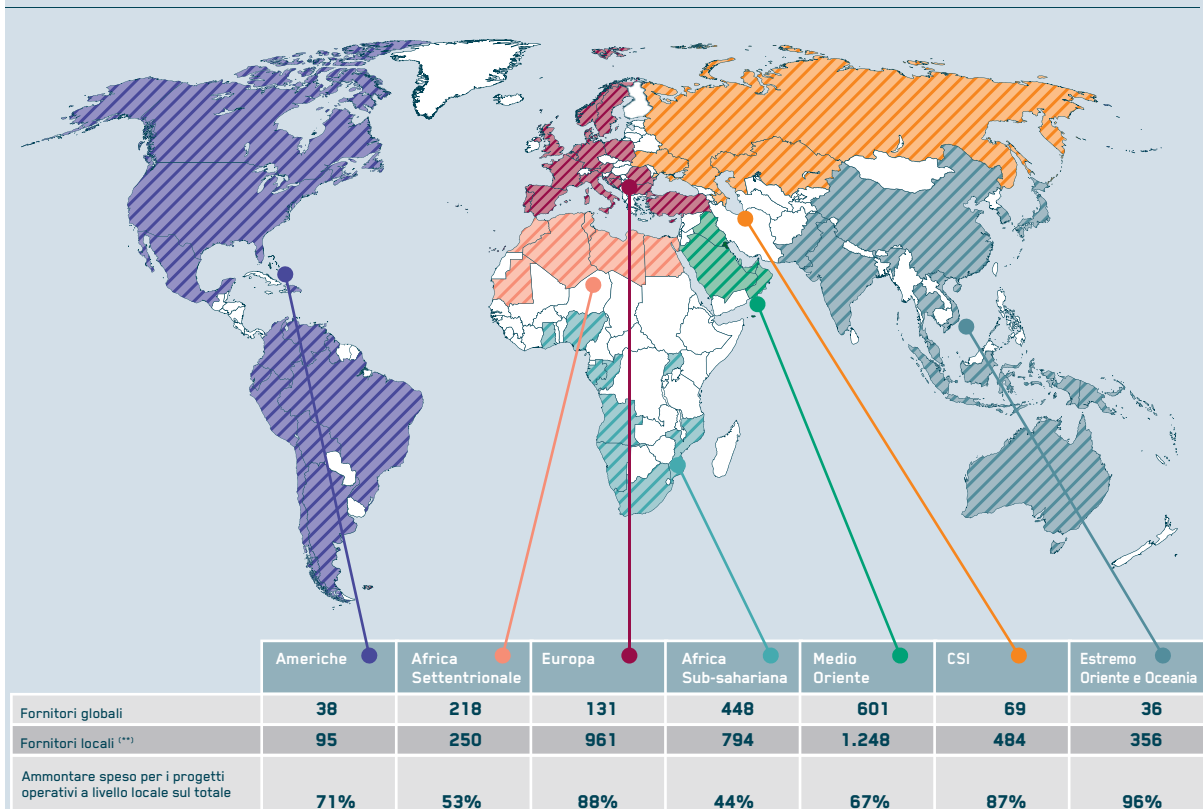 Americhe
Africa
Settentrionale
Europa
Africa
Sub-sahariana
Medio
Oriente
CSI
Estremo
Oriente e Oceania
Fornitori globali 38 218 131 448 601 69 36
Fornitori locali (**) 95 250 961 794 1.248 484 356
Ammontare speso per i progetti
operativi a livello locale sul totale 71% 53% 88% 44% 67% 87% 96%